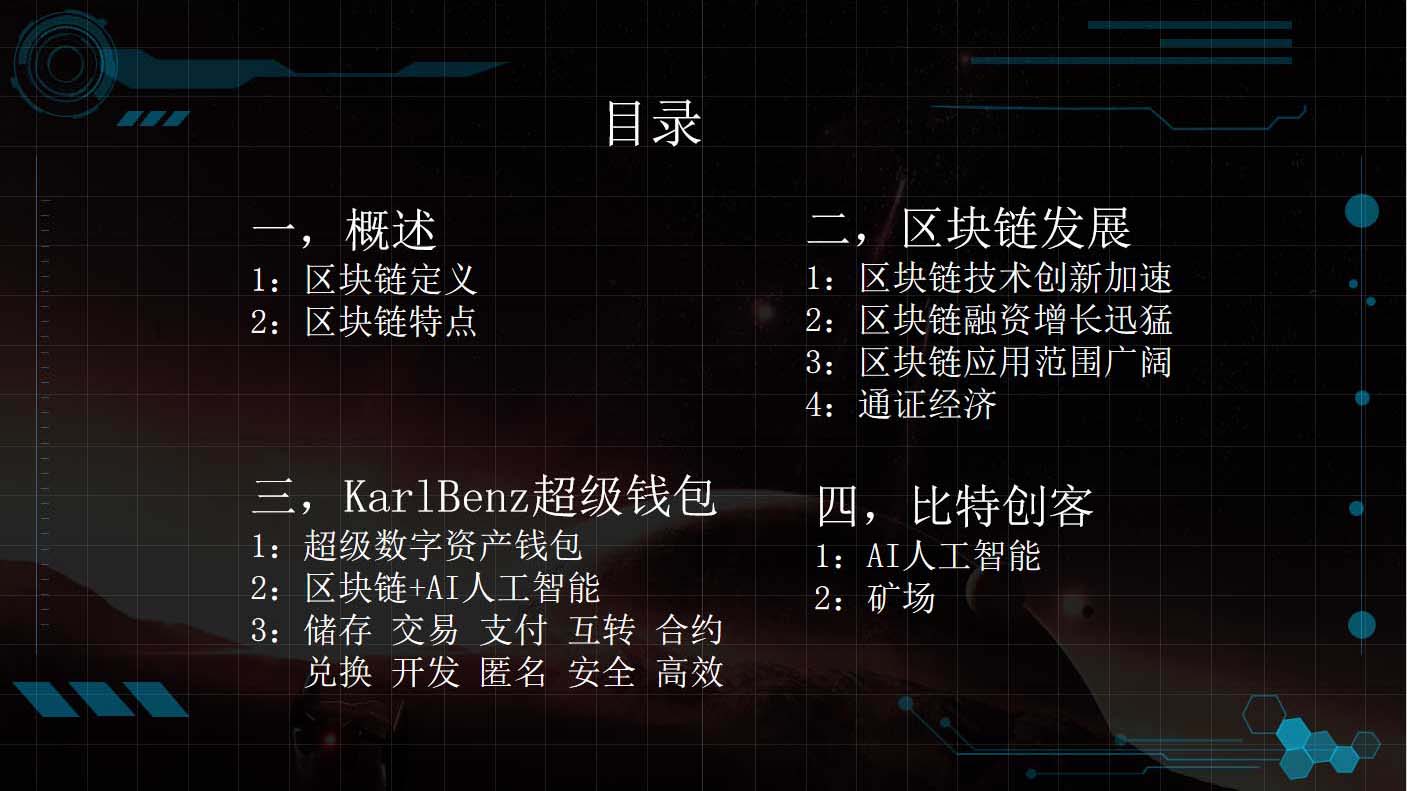 目录
一，概述
1：区块链定义
2：区块链特点
二，区块链发展
1：区块链技术创新加速
2：区块链融资增长迅猛
3：区块链应用范围广阔
4：通证经济
三，KarlBenz超级钱包
1：超级数字资产钱包
2：区块链+AI人工智能
3：储存 交易 支付 互转 合约
兑换 开发 匿名 安全 高效
四，比特创客
1：AI人工智能
2：矿场